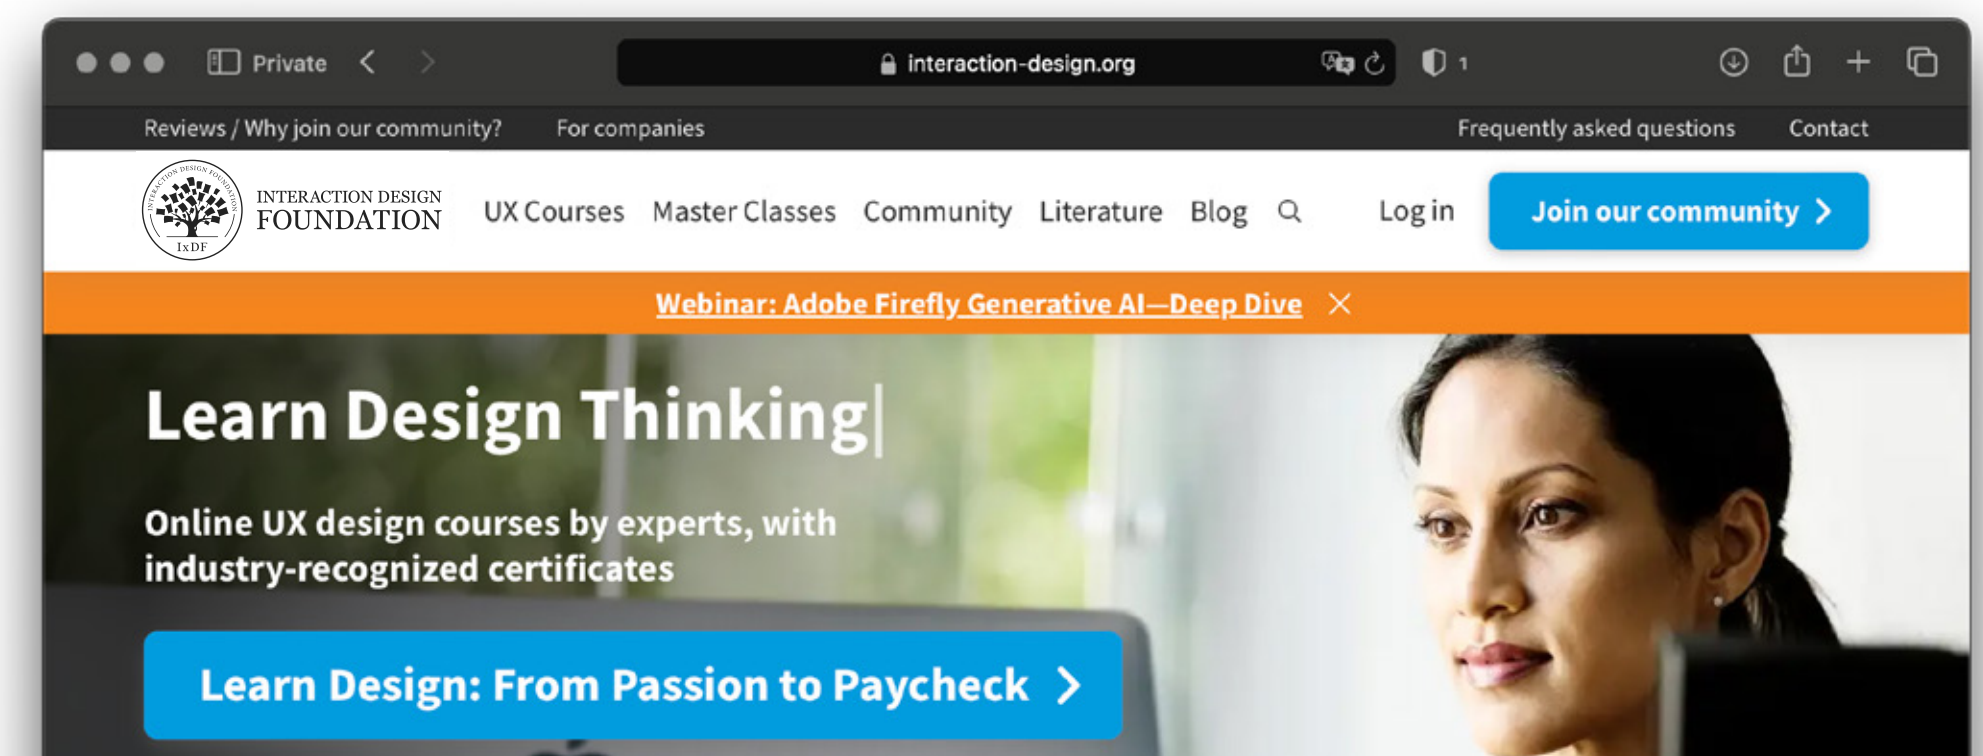 Private
interaction-design.org
1
Reviews / Why join our community?
For companies
Frequently asked questions
Contact
INTERACTION DESIGN FOUNDATION
IxDF
INTERACTION DESIGN
FOUNDATION
UX Courses
Master Classes
Community
Literature
Blog
Log in
Join our community
Webinar: Adobe Firefly Generative AI—Deep Dive
Learn Design Thinking
Online UX design courses by experts, with
industry-recognized certificates
Learn Design: From Passion to Paycheck